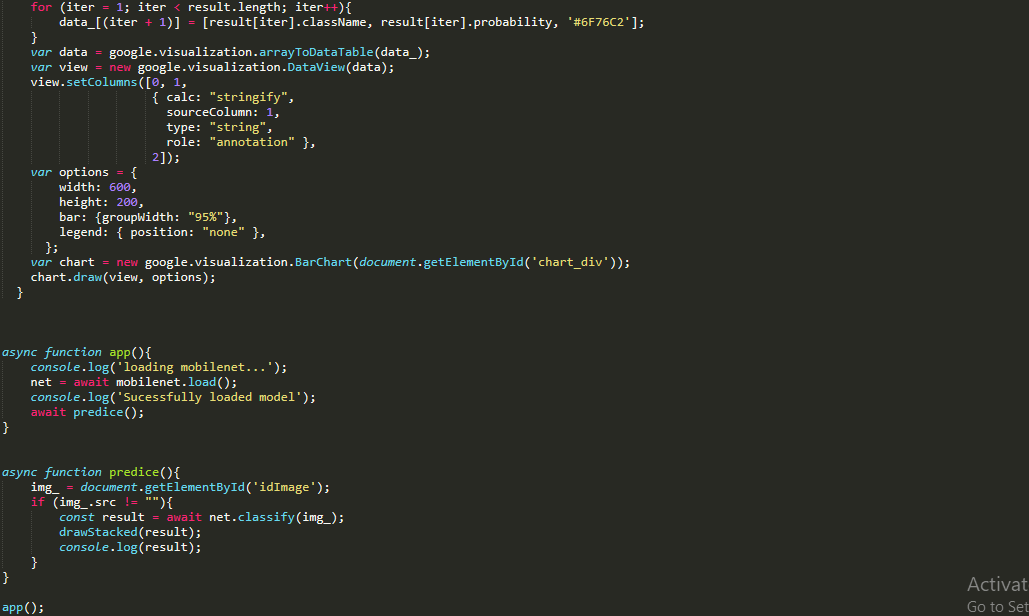 for (iter = 1; iter < result.length; iter++){
data_[(iter + 1)] = [result[iter].className, result[iter].probability, '#6F76C2'];
}
var data = google.visualization.arrayToDataTable(data_);
var view = new google.visualization.DataView(data);
view.setColumns([0, 1,
{ calc: "stringify",
sourceColumn: 1,
type: "string",
role: "annotation" },
2]);
var options = {
width: 600,
height: 200,
bar: {groupWidth: "95%"},
legend: { position: "none" },
};
var chart = new google.visualization.BarChart(document.getElementById('chart_div'));
chart.draw(view, options);
}
async function app(){
console.log('loading mobilenet...');
net = await mobilenet.load();
console.log('Sucessfully loaded model');
await predice();
}
async function predice(){
img_ = document.getElementById('idImage');
if (img_.src != ""){
const result = await net.classify(img_);
drawStacked(result);
console.log(result);
}
}
app();
Activat
Go to Set